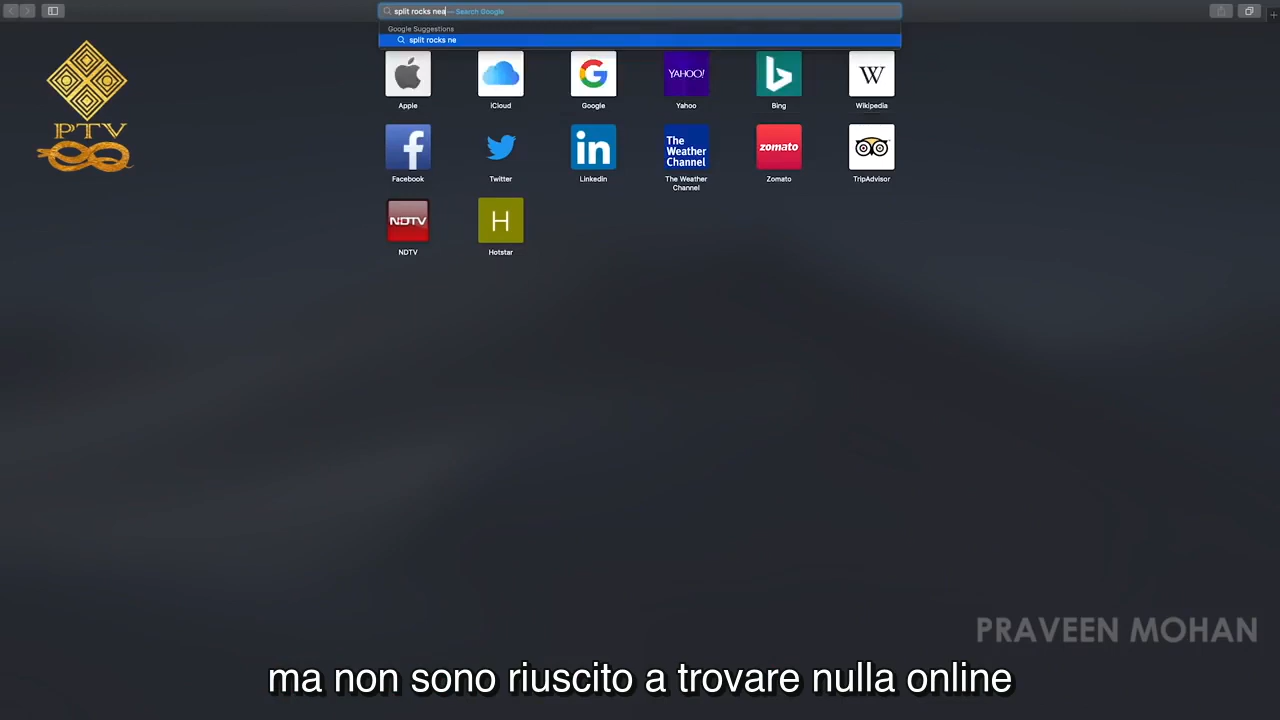 split rocks nea — Search Google
Google Suggestions
split rocks ne
Apple
iCloud
Google
YAHOO!
Yahoo
Bing
W
Wikipedia
Facebook
Twitter
in
LinkedIn
The
Weather
Channel
The Weather
Channel
zomato
Zomato
TripAdvisor
NDTV
NDTV
H
Hotstar
PTV
PRAVEEN MOHAN
ma non sono riuscito a trovare nulla online